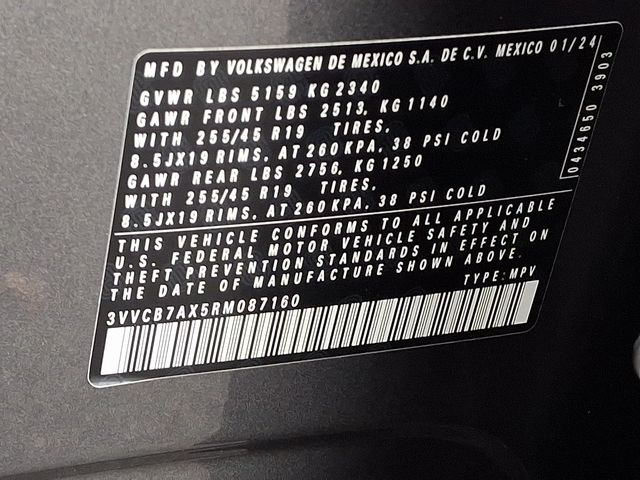 MFD BY VOLKSWAGEN DE MEXICO S.A. DE C.V. MEXICO 01/24
GVWR LBS 5159 KG 2340
GAWR FRONT LBS 2513, KG 1140
WITH 255/45 R19 TIRES,
8.5JX19 RIMS, AT 260 KPA, 38 PSI COLD
GAWR REAR LBS 2756, KG 1250
WITH 255/45 R19 TIRES,
8.5JX19 RIMS, AT 260 KPA, 38 PSI COLD
THIS VEHICLE CONFORMS TO ALL APPLICABLE
U.S. FEDERAL MOTOR VEHICLE SAFETY AND
THEFT PREVENTION STANDARDS IN EFFECT ON
THE DATE OF MANUFACTURE SHOWN ABOVE.
3VVCB7AX5RM087160 TYPE: MPV
0434650 3903